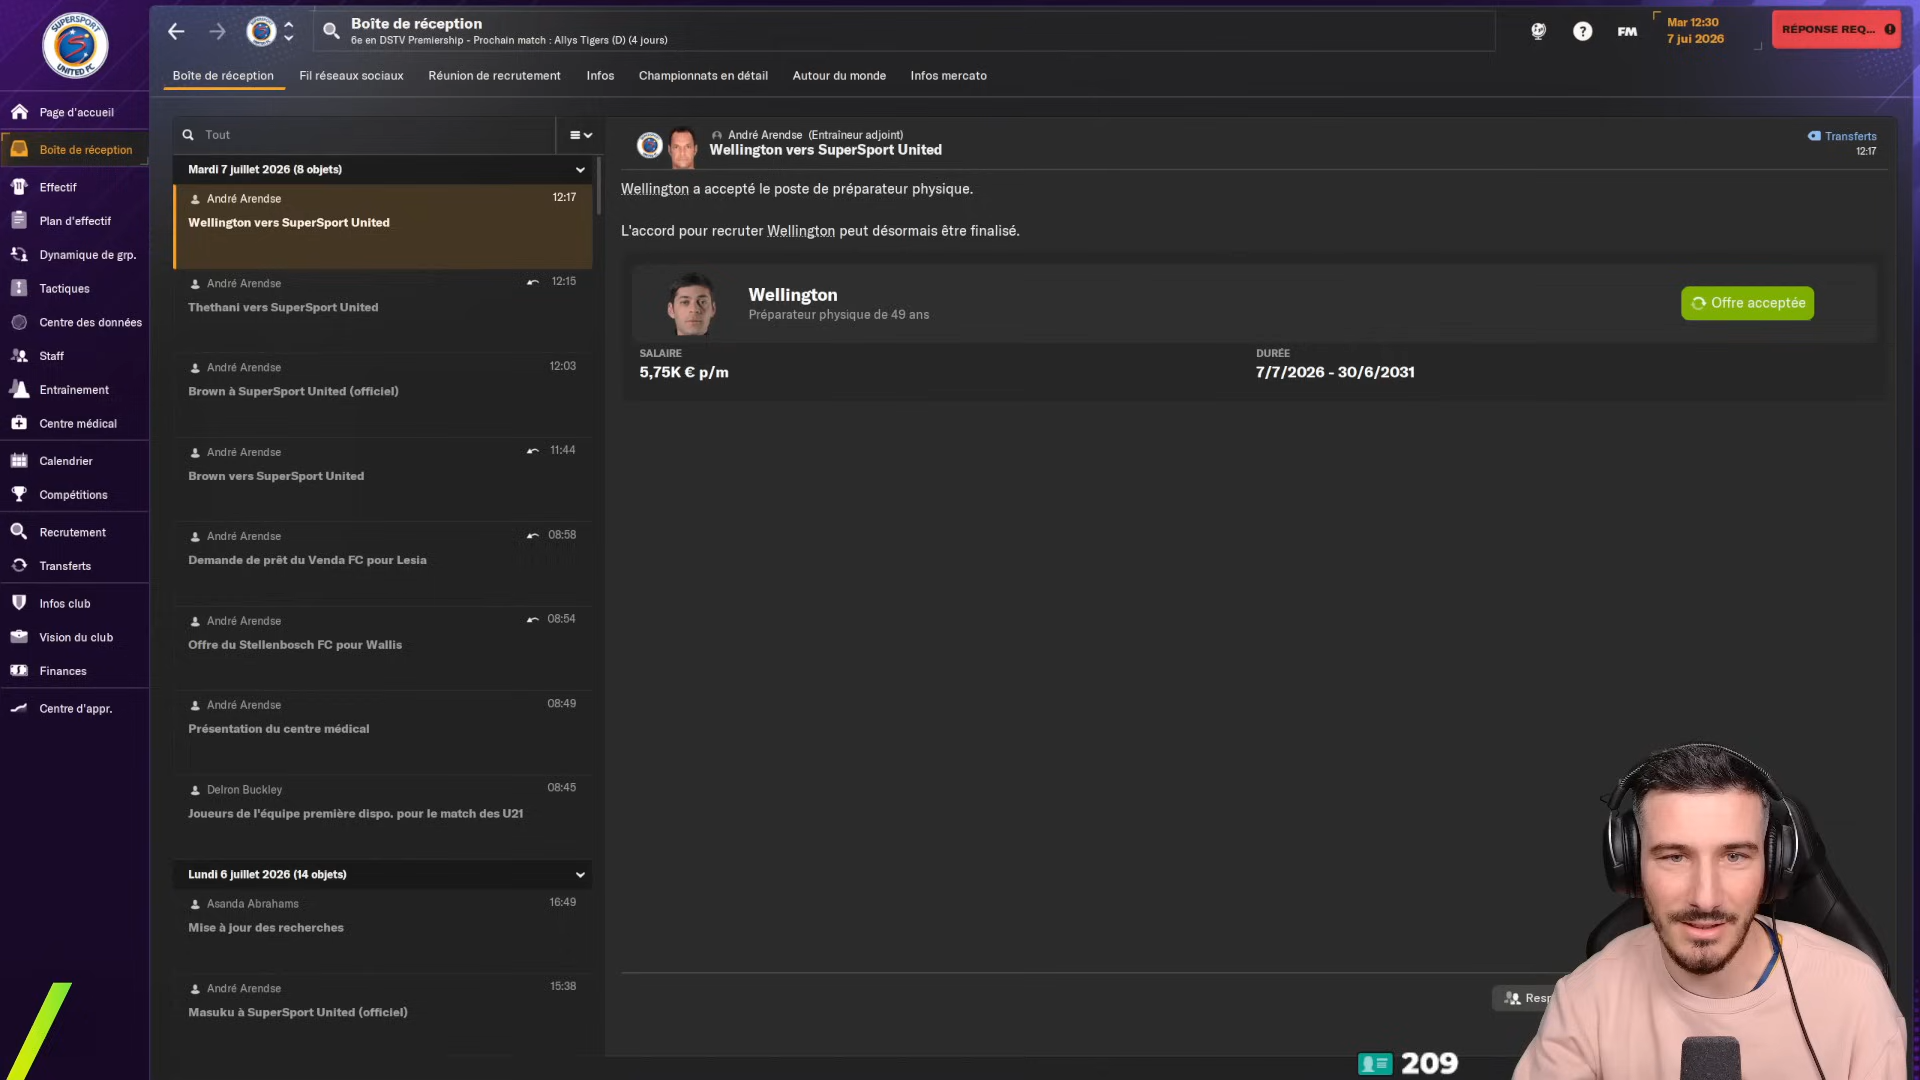 SUPERSPORT
UNITED FC
Boîte de réception
6e en DSTV Premiership - Prochain match : Allys Tigers (D) (4 jours)
FM
Mar 12:30
7 jui 2026
RÉPONSE REQ...
Boîte de réception
Fil réseaux sociaux
Réunion de recrutement
Infos
Championnats en détail
Autour du monde
Infos mercato
Page d'accueil
Boîte de réception
Effectif
Plan d'effectif
Dynamique de grp.
Tactiques
Centre des données
Staff
Entraînement
Centre médical
Calendrier
Compétitions
Recrutement
Transferts
Infos club
Vision du club
Finances
Centre d'appr.
Tout
Mardi 7 juillet 2026 (8 objets)
André Arendse 12:17
Wellington vers SuperSport United
André Arendse 12:15
Thethani vers SuperSport United
André Arendse 12:03
Brown à SuperSport United (officiel)
André Arendse 11:44
Brown vers SuperSport United
André Arendse 08:58
Demande de prêt du Venda FC pour Lesia
André Arendse 08:54
Offre du Stellenbosch FC pour Wallis
André Arendse 08:49
Présentation du centre médical
Delron Buckley 08:45
Joueurs de l'équipe première dispo. pour le match des U21
Lundi 6 juillet 2026 (14 objets)
Asanda Abrahams 16:49
Mise à jour des recherches
André Arendse 15:38
Masuku à SuperSport United (officiel)
André Arendse (Entraîneur adjoint)
Wellington vers SuperSport United
Transferts
12:17
Wellington a accepté le poste de préparateur physique.
L'accord pour recruter Wellington peut désormais être finalisé.
Wellington
Préparateur physique de 49 ans
Offre acceptée
SALAIRE
5,75K € p/m
DURÉE
7/7/2026 - 30/6/2031
209